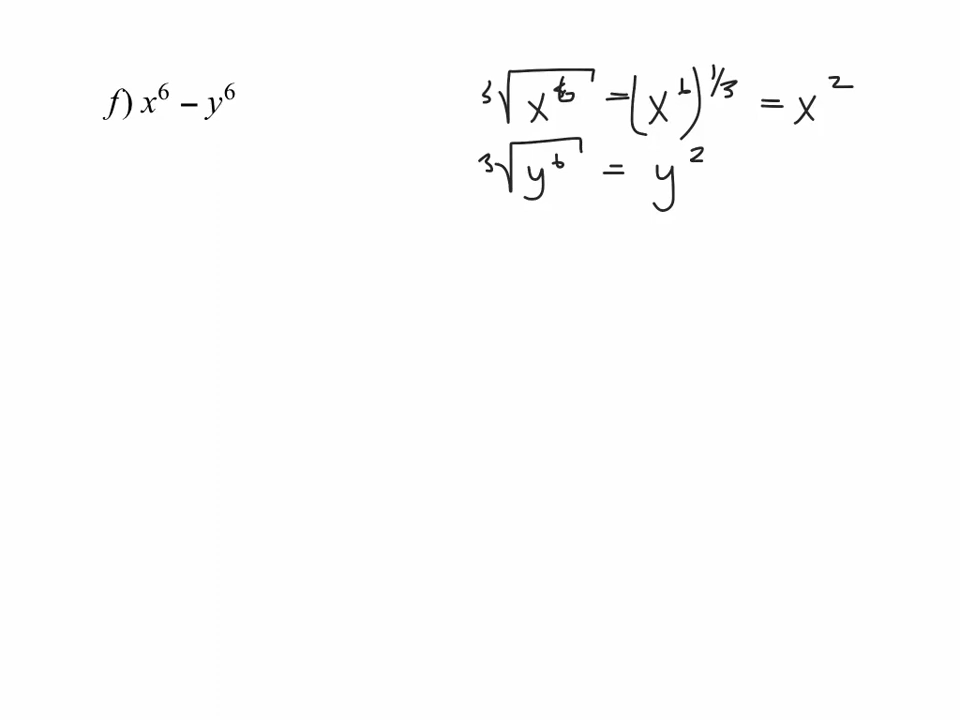 f) x⁶ − y⁶
³√x⁶ = (x⁶)^1/3 = x²
³√y⁶ = y²